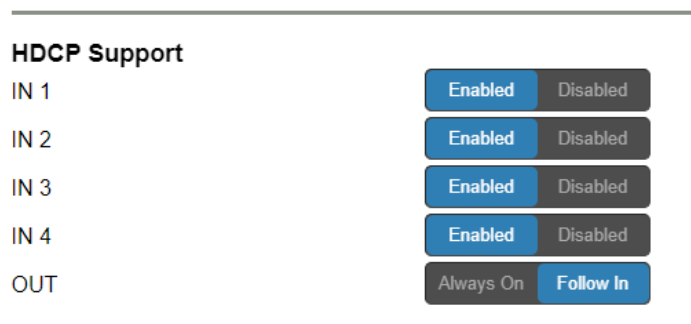 HDCP Support
IN 1 Enabled Disabled
IN 2 Enabled Disabled
IN 3 Enabled Disabled
IN 4 Enabled Disabled
OUT Always On Follow In